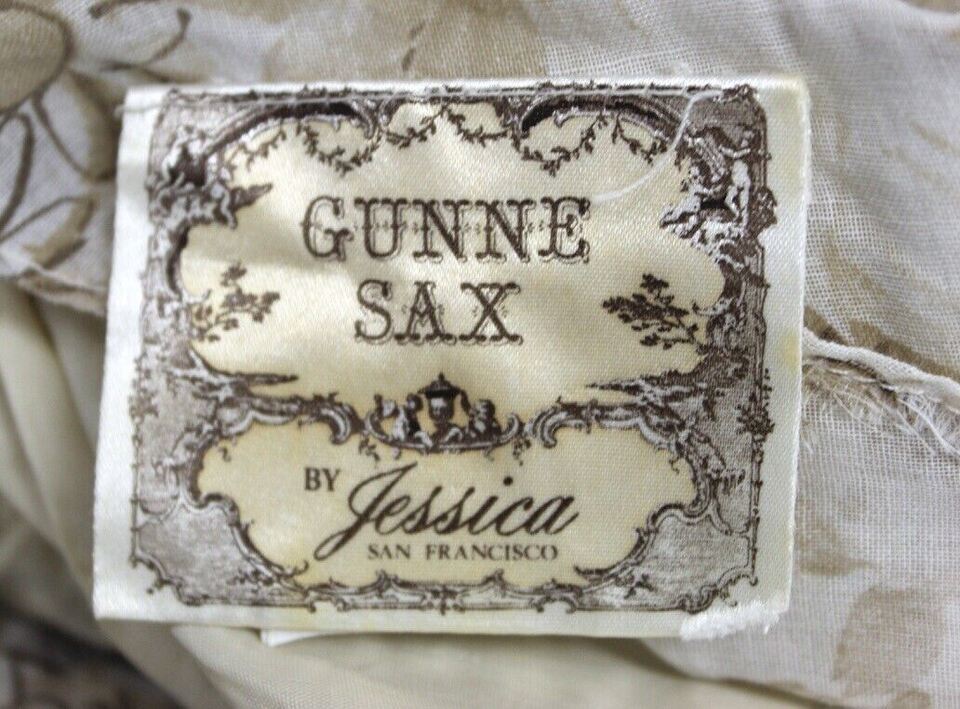 GUNNE
SAX
BY Jessica
SAN FRANCISCO